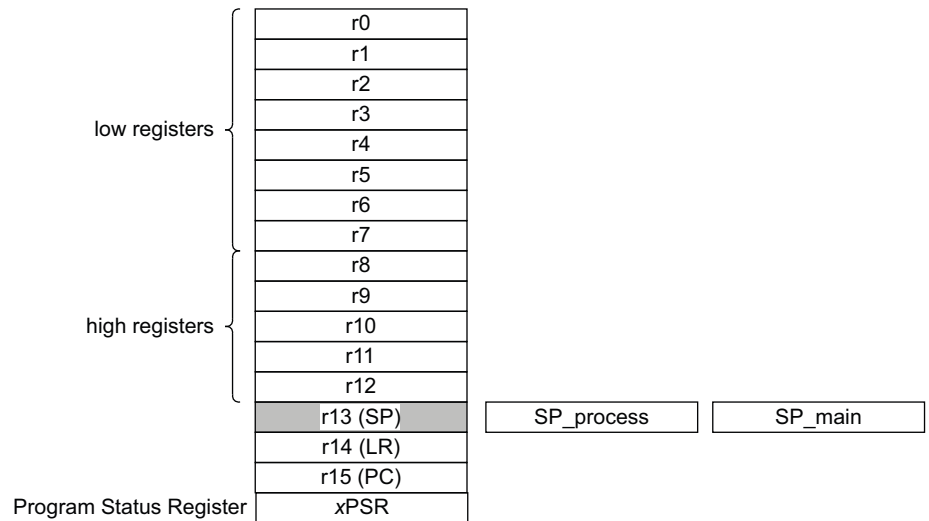 r0
r1
r2
r3
low registers
r4
r5
r6
r7
r8
r9
high registers
r10
r11
r12
r13 (SP) SP_process SP_main
r14 (LR)
r15 (PC)
Program Status Register xPSR